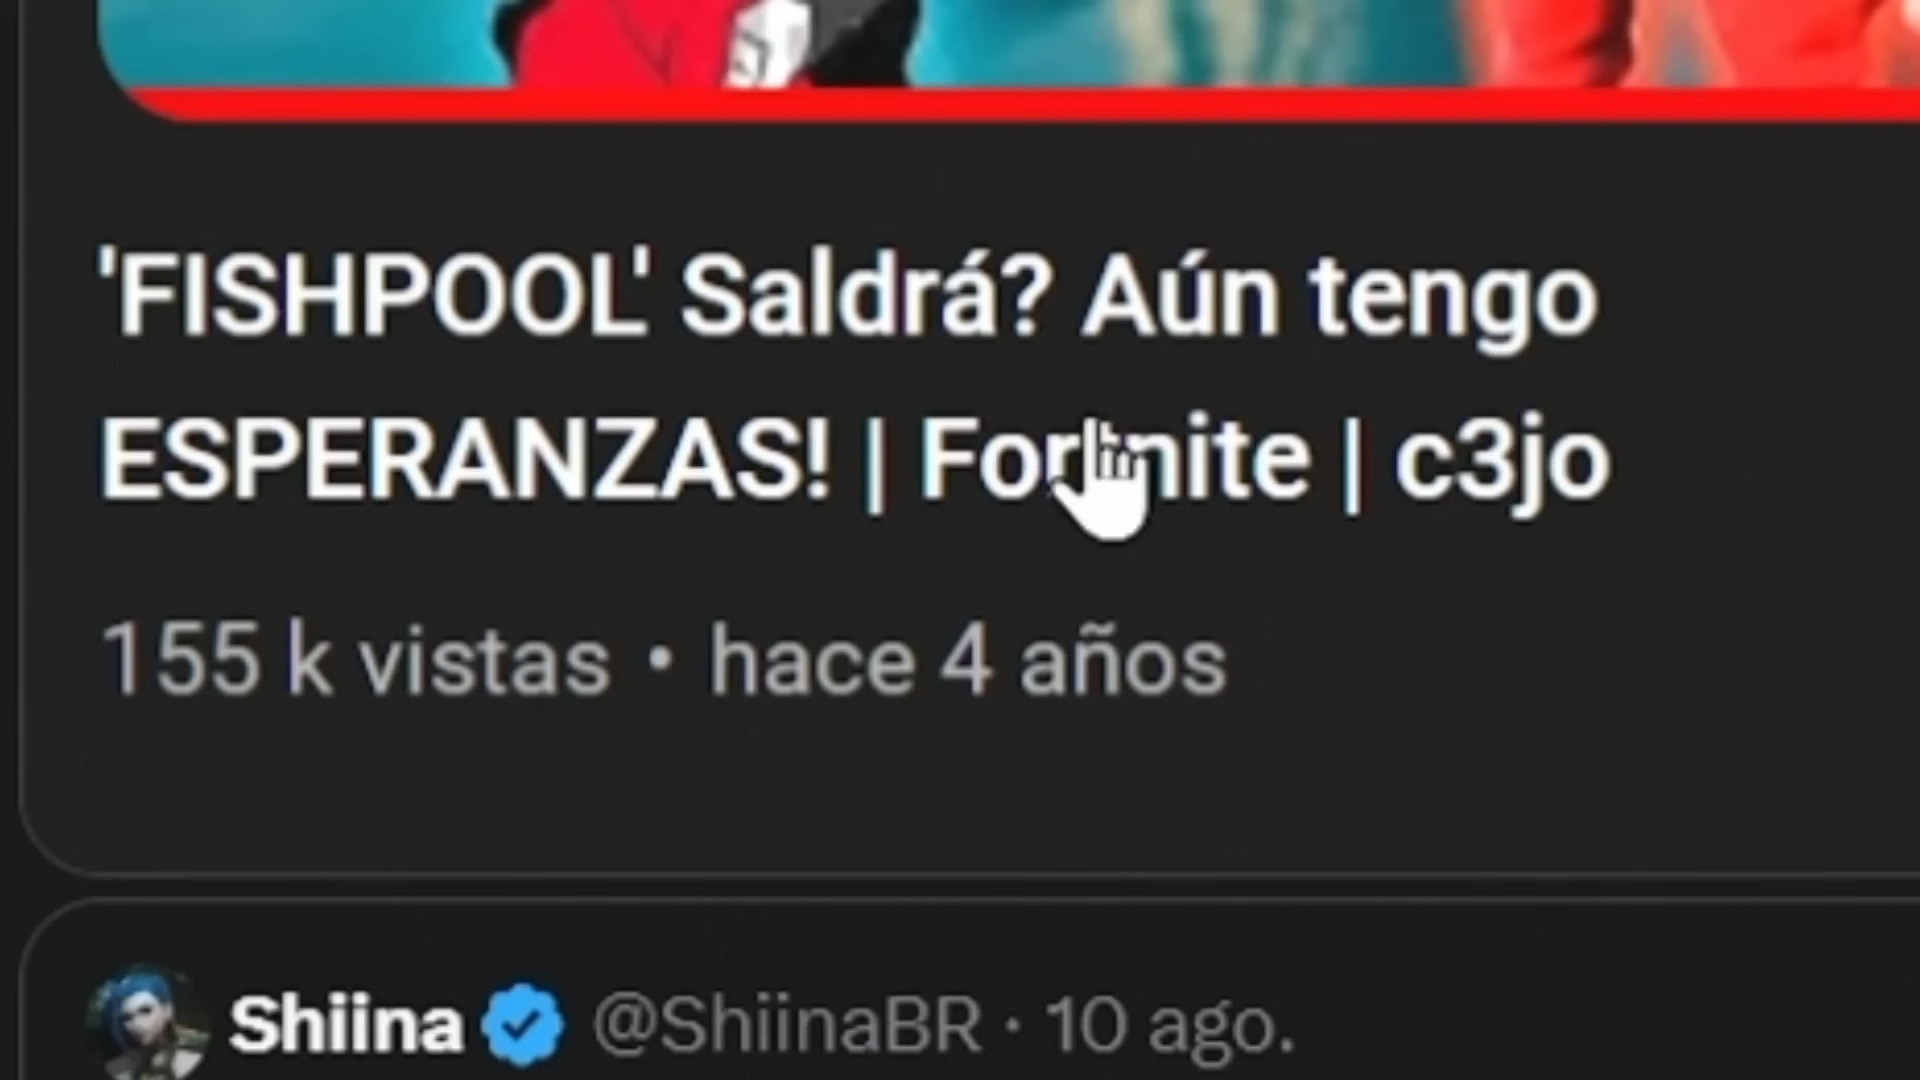 'FISHPOOL' Saldrá? Aún tengo
ESPERANZAS! | Fortnite | c3jo
155 k vistas • hace 4 años
Shiina @ShiinaBR · 10 ago.